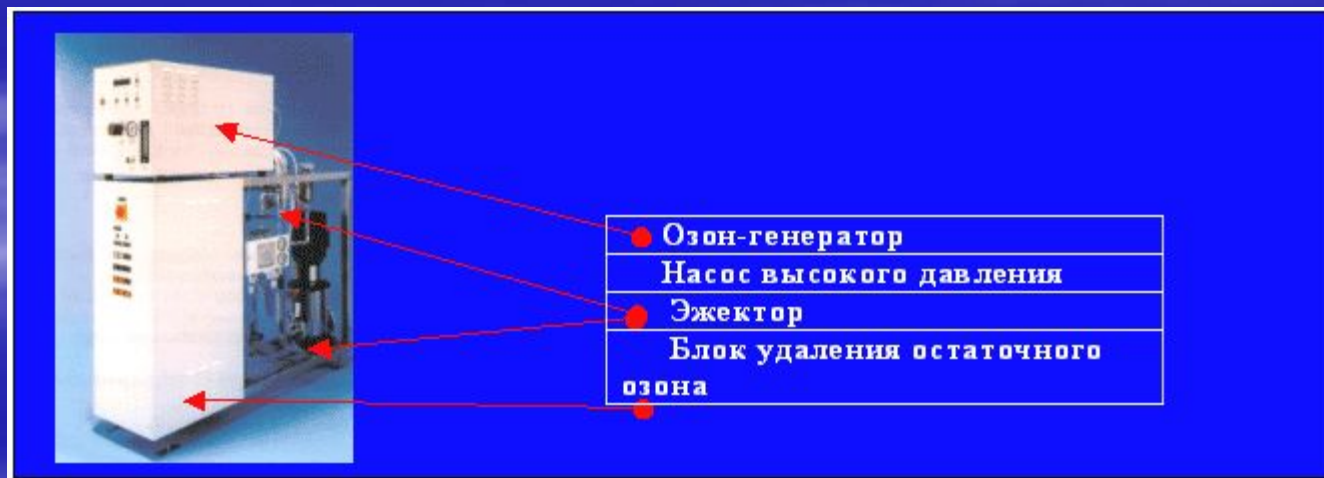 Озон-генератор
Насос высокого давления
Эжектор
Блок удаления остаточного
озона